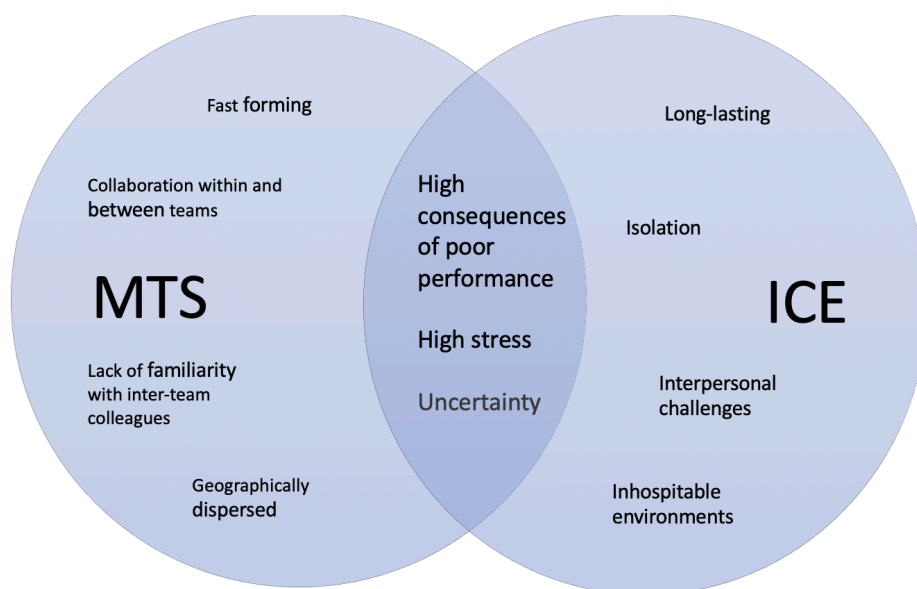 Fast forming
Collaboration within and
between teams
MTS
Lack of familiarity
with inter-team
colleagues
Geographically
dispersed
High
consequences
of poor
performance
High stress
Uncertainty
Long-lasting
Isolation
ICE
Interpersonal
challenges
Inhospitable
environments